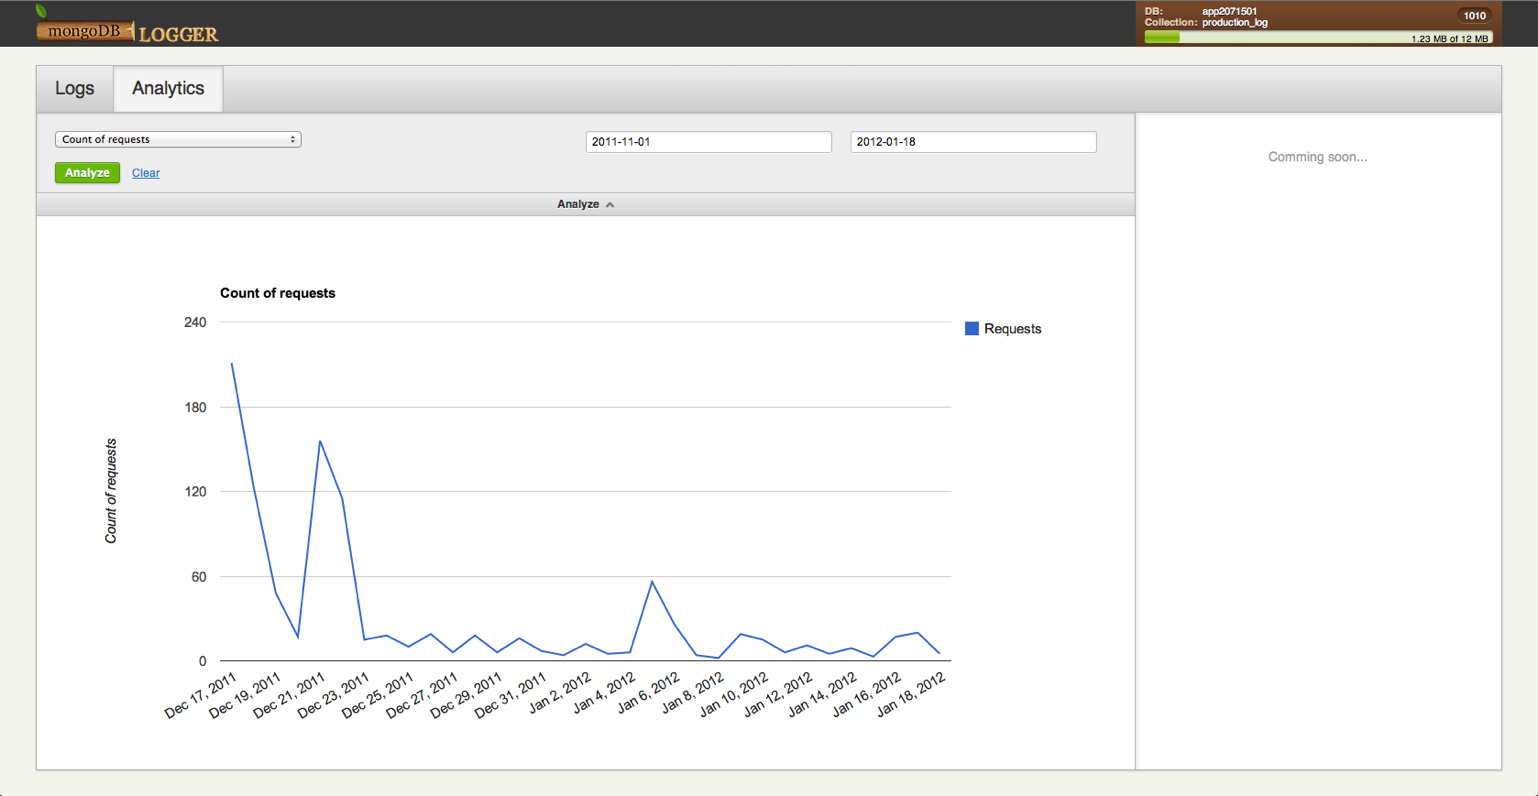 mongoDB LOGGER
DB: app2071501
Collection: production_log
1010
1.23 MB of 12 MB
Logs
Analytics
Count of requests
2011-11-01
2012-01-18
Analyze
Clear
Analyze
Comming soon...
Count of requests
Requests
Count of requests
240
180
120
60
0
Dec 17, 2011
Dec 19, 2011
Dec 21, 2011
Dec 23, 2011
Dec 25, 2011
Dec 27, 2011
Dec 29, 2011
Dec 31, 2011
Jan 2, 2012
Jan 4, 2012
Jan 6, 2012
Jan 8, 2012
Jan 10, 2012
Jan 12, 2012
Jan 14, 2012
Jan 16, 2012
Jan 18, 2012